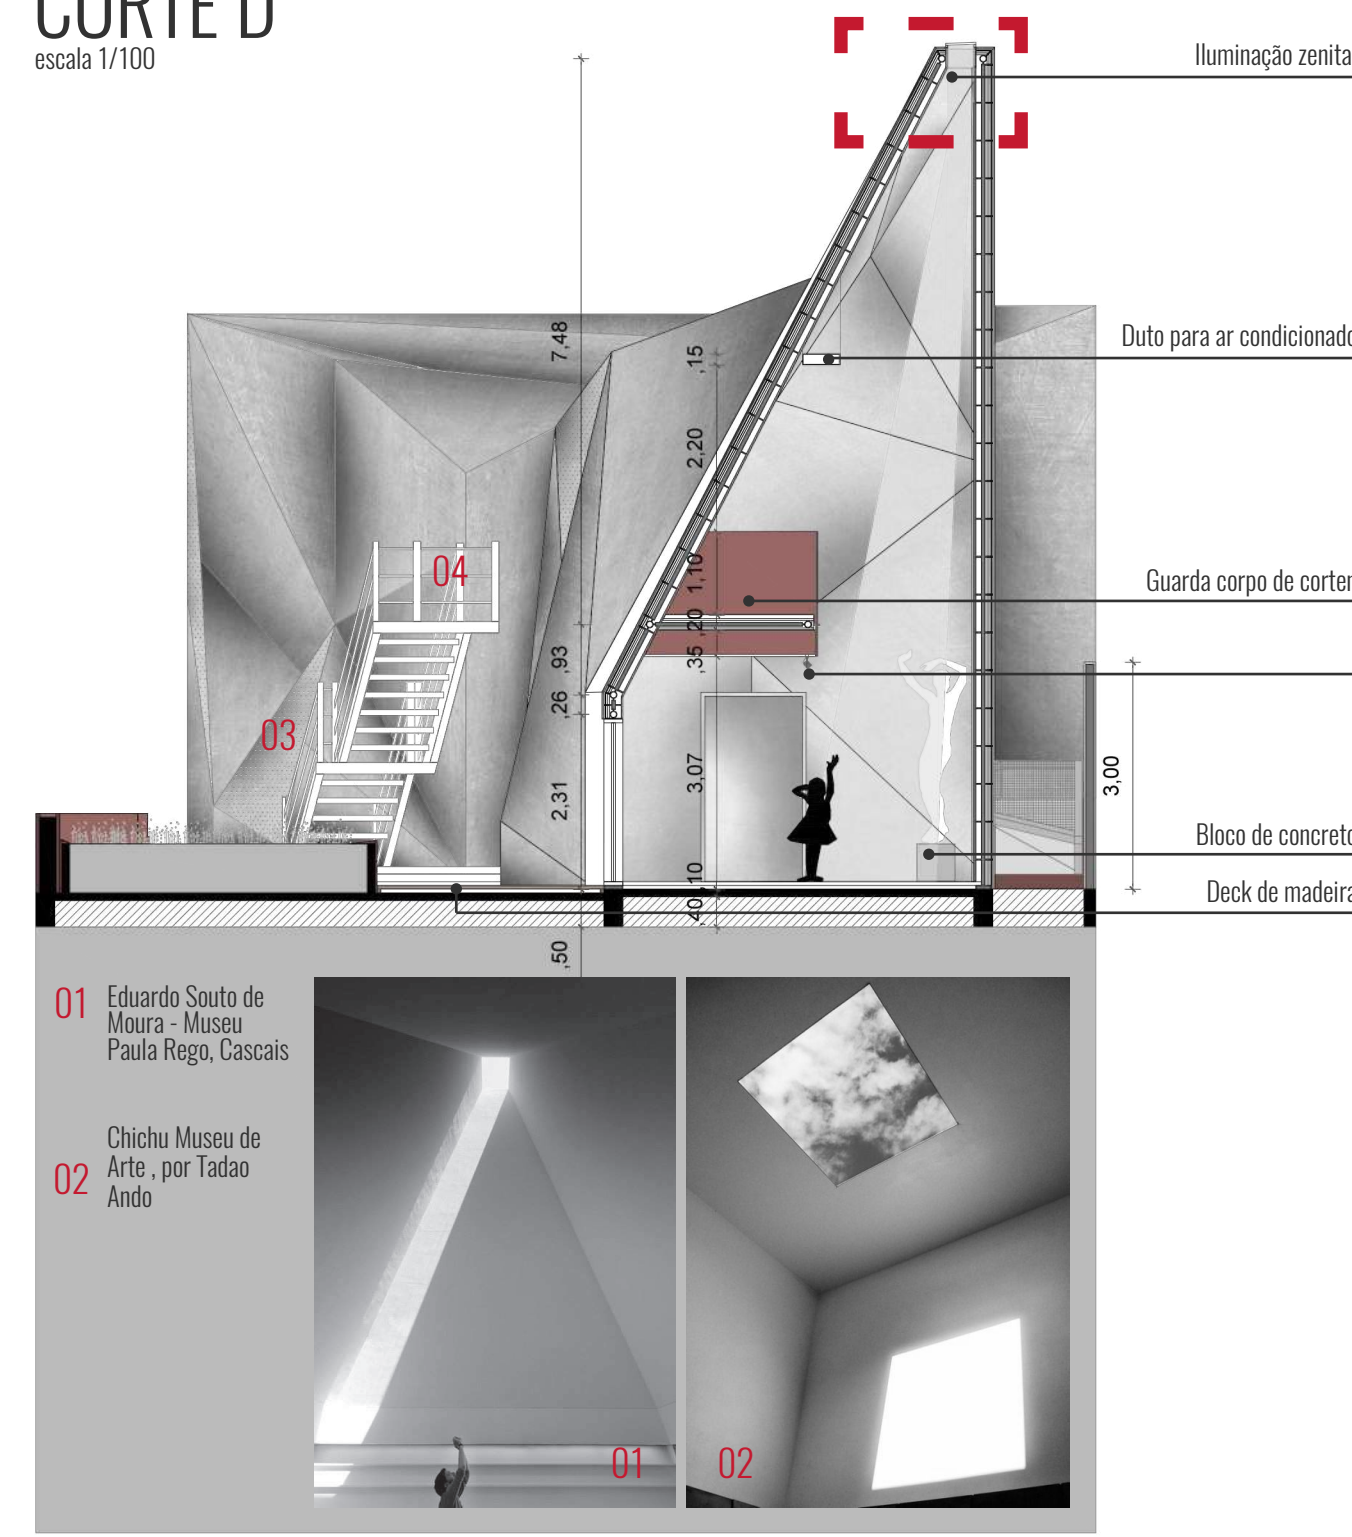 CORTE D
escala 1/100
Iluminação zenita
7,48
,15
Duto para ar condicionado
2,20
04
1,10
Guarda corpo de corten
,20
,93
,35
,26
03
3,07
3,00
2,31
Bloco de concreto
,10
Deck de madeira
,40
,50
01 Eduardo Souto de
Moura - Museu
Paula Rego, Cascais
Chichu Museu de
02 Arte , por Tadao
Ando
01
02